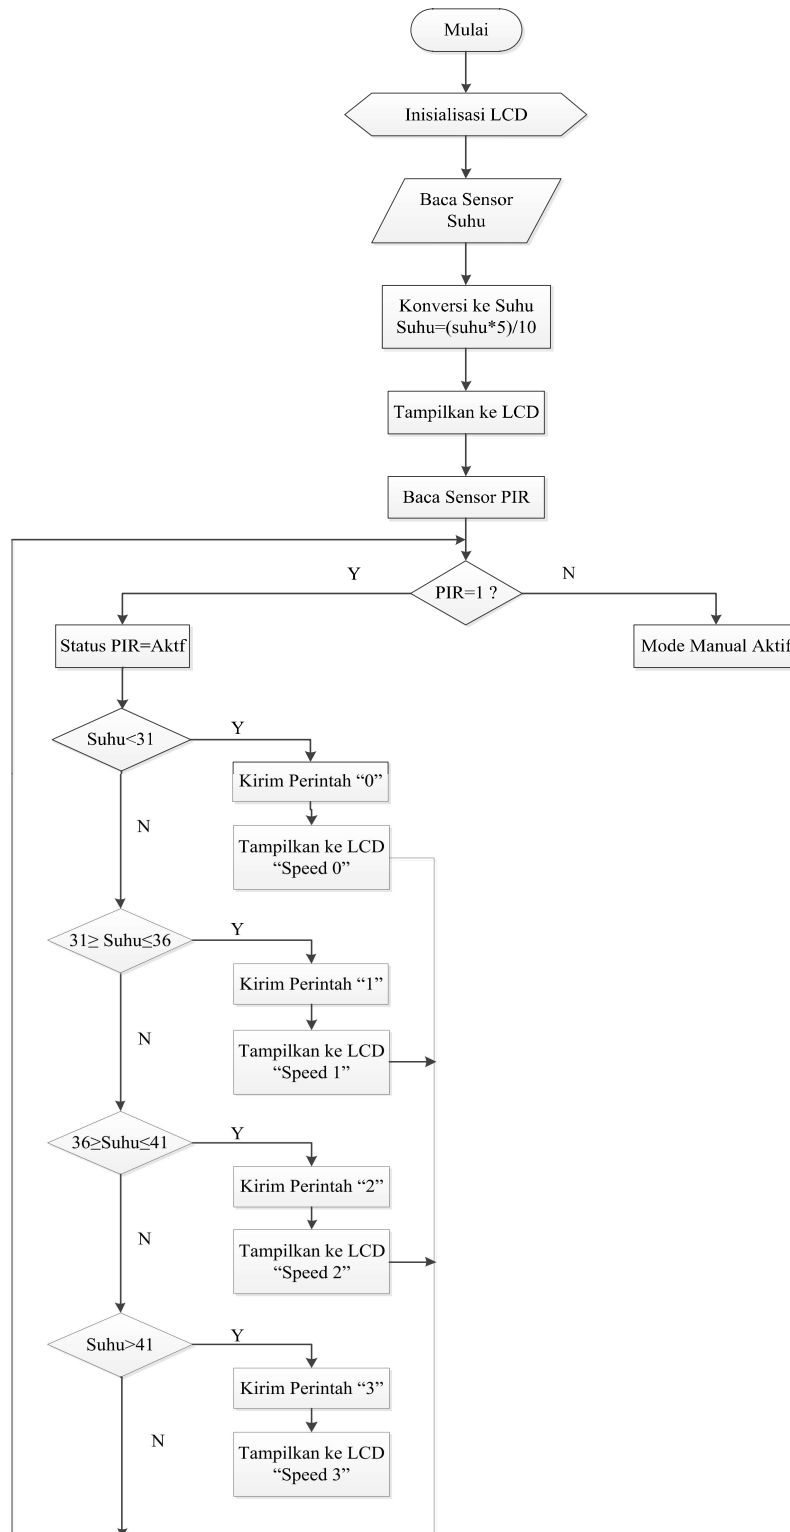 Mulai
Inisialisasi LCD
Baca Sensor
Suhu
Konversi ke Suhu
Suhu=(suhu*5)/10
Tampilkan ke LCD
Baca Sensor PIR
PIR=1 ?
Y
N
Status PIR=Aktf
Mode Manual Aktif
Suhu<31
Y
Kirim Perintah “0”
Tampilkan ke LCD
“Speed 0”
N
31≥ Suhu≤36
Y
Kirim Perintah “1”
Tampilkan ke LCD
“Speed 1”
N
36≥Suhu≤41
Y
Kirim Perintah “2”
Tampilkan ke LCD
“Speed 2”
N
Suhu>41
Y
Kirim Perintah “3”
Tampilkan ke LCD
“Speed 3”
N